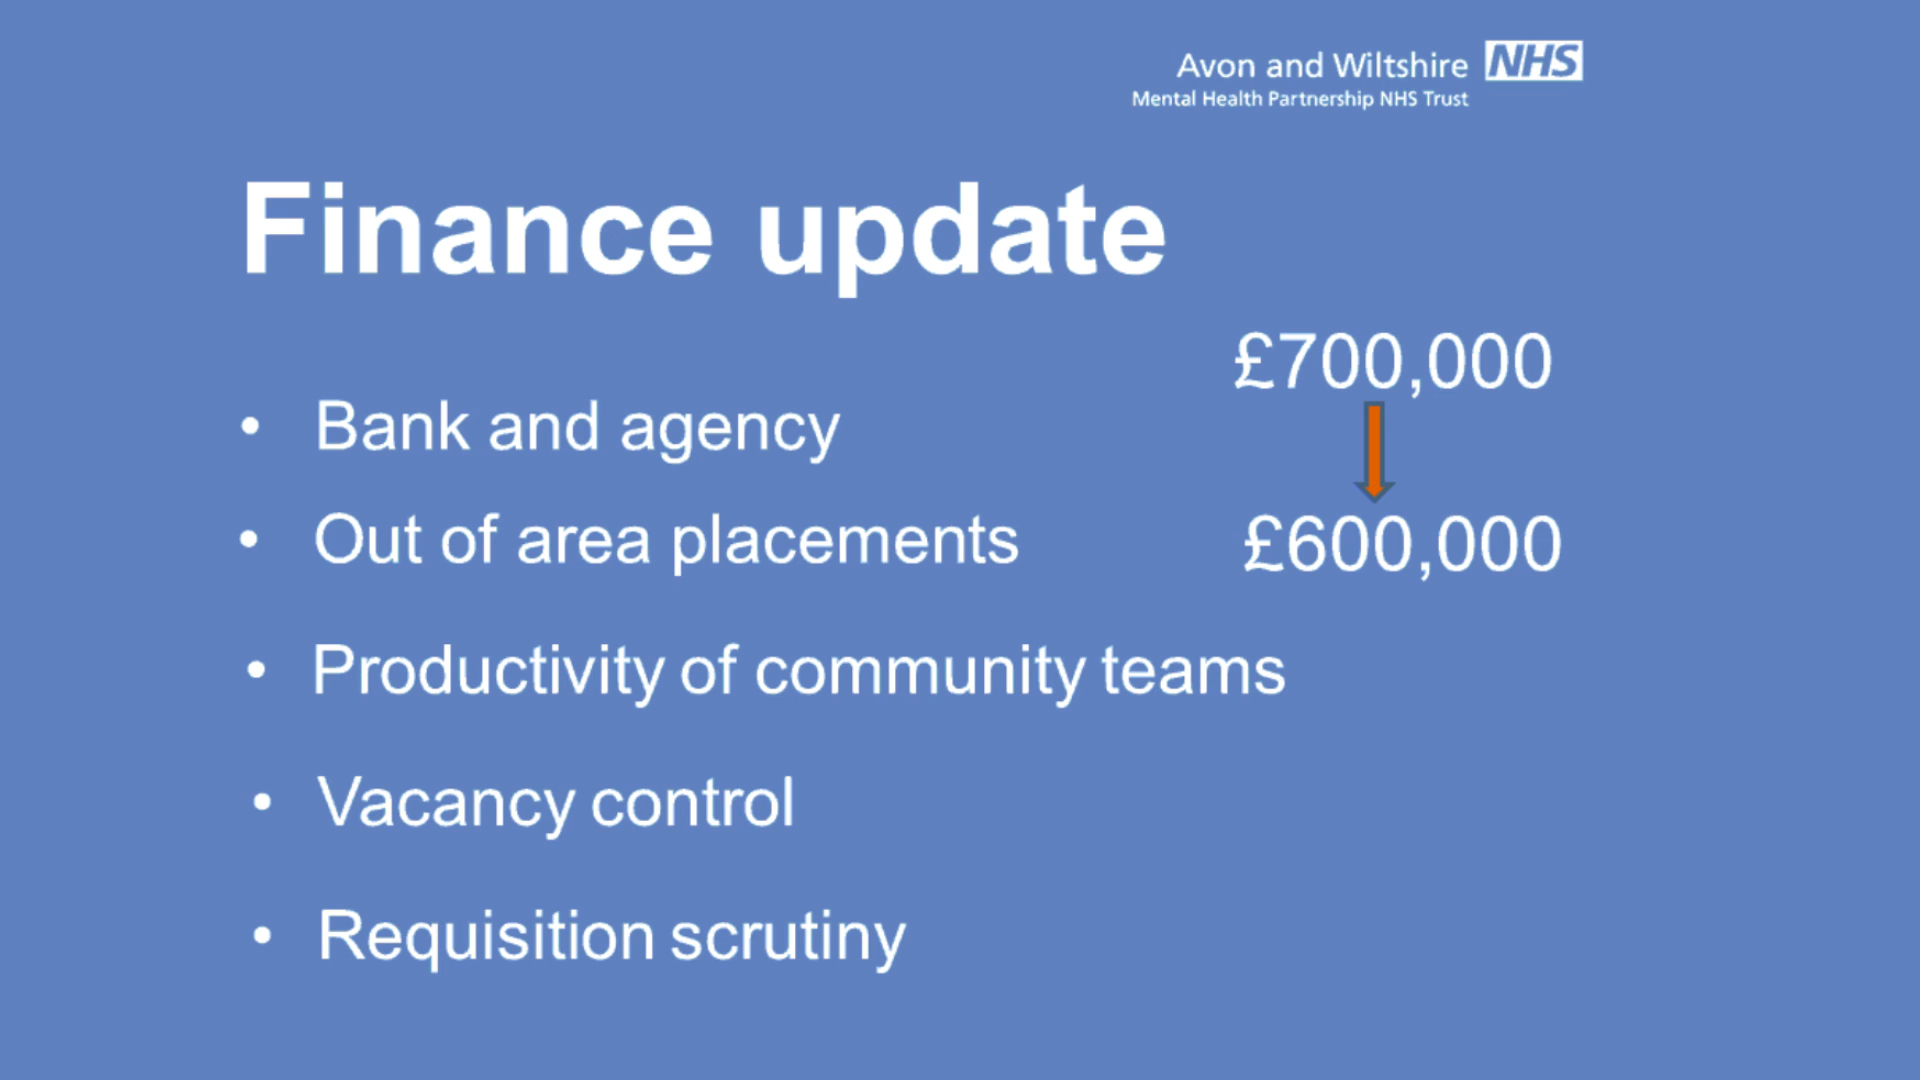 Avon and Wiltshire NHS
Mental Health Partnership NHS Trust
Finance update
£700,000
• Bank and agency
• Out of area placements
£600,000
• Productivity of community teams
• Vacancy control
• Requisition scrutiny